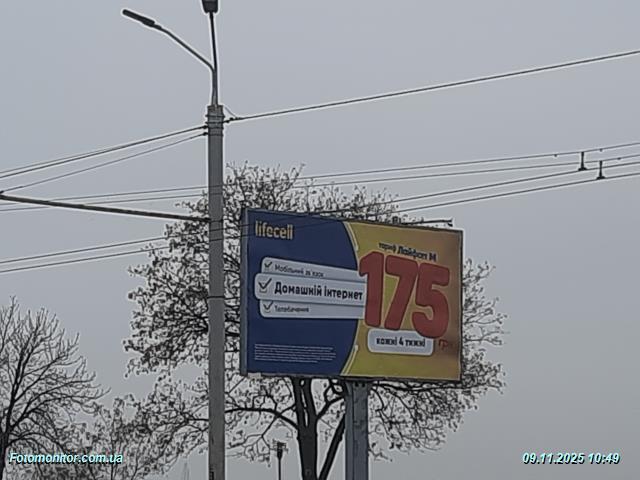 lifecell
тариф Лайфхот M
Мобільний зв'язок
Домашній інтернет
Телебачення
175
грн
кожні 4 тижні
Fotomonitor.com.ua
09.11.2025 10:49